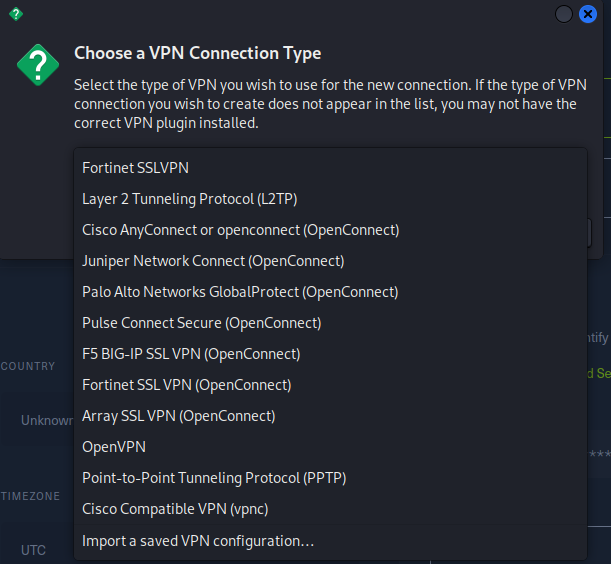 Choose a VPN Connection Type
Select the type of VPN you wish to use for the new connection. If the type of VPN
connection you wish to create does not appear in the list, you may not have the
correct VPN plugin installed.
Fortinet SSLVPN
Layer 2 Tunneling Protocol (L2TP)
Cisco AnyConnect or openconnect (OpenConnect)
Juniper Network Connect (OpenConnect)
Palo Alto Networks GlobalProtect (OpenConnect)
Pulse Connect Secure (OpenConnect)
F5 BIG-IP SSL VPN (OpenConnect)
Fortinet SSL VPN (OpenConnect)
Array SSL VPN (OpenConnect)
OpenVPN
Point-to-Point Tunneling Protocol (PPTP)
Cisco Compatible VPN (vpnc)
Import a saved VPN configuration...
COUNTRY
Unknown
TIMEZONE
UTC